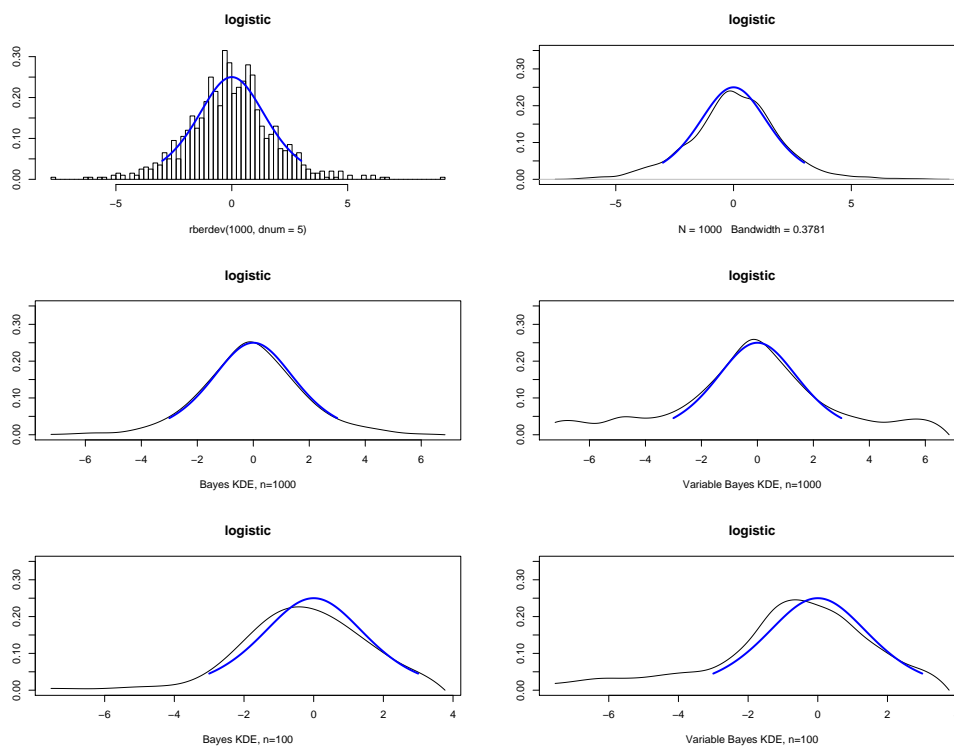 logistic
0.00 0.10 0.20 0.30
−5 0 5
rberdev(1000, dnum = 5)
logistic
0.00 0.10 0.20 0.30
−5 0 5
N = 1000 Bandwidth = 0.3781
logistic
0.00 0.10 0.20 0.30
−6 −4 −2 0 2 4 6
Bayes KDE, n=1000
logistic
0.00 0.10 0.20 0.30
−6 −4 −2 0 2 4 6
Variable Bayes KDE, n=1000
logistic
0.00 0.10 0.20 0.30
−6 −4 −2 0 2 4
Bayes KDE, n=100
logistic
0.00 0.10 0.20 0.30
−6 −4 −2 0 2
Variable Bayes KDE, n=100